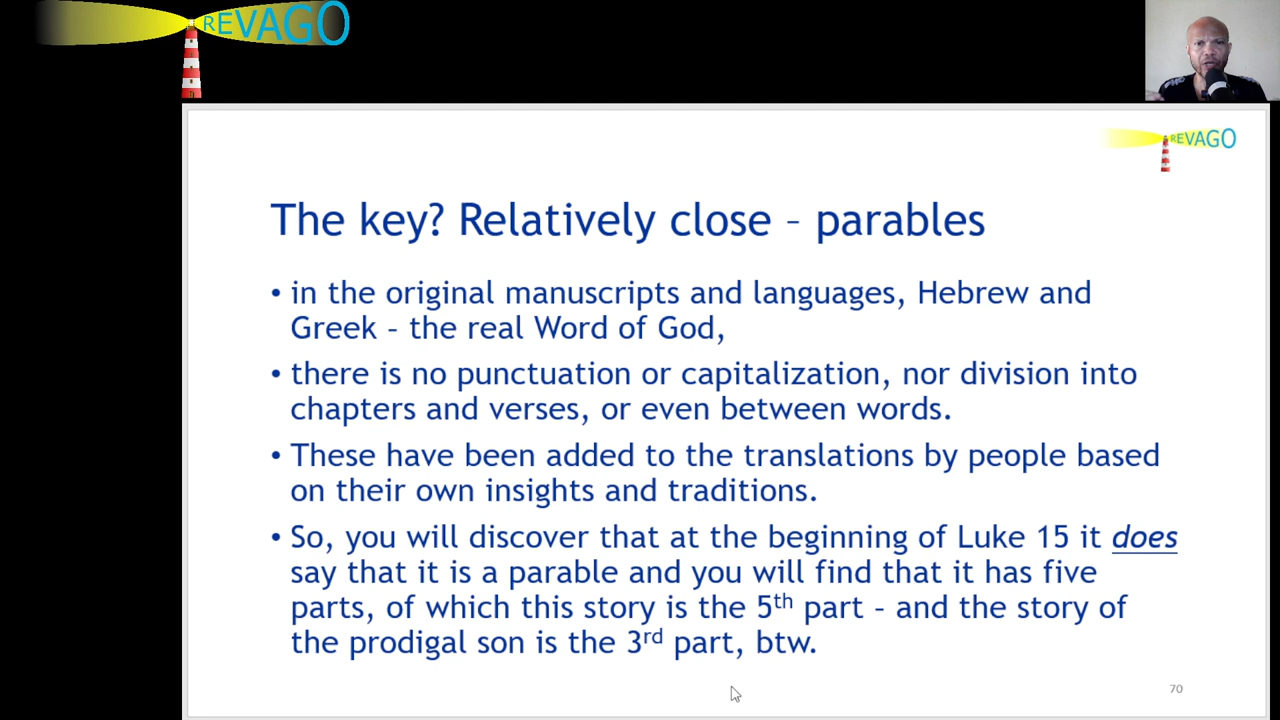 REVAGO
REVAGO
The key? Relatively close – parables
• in the original manuscripts and languages, Hebrew and
Greek – the real Word of God,
• there is no punctuation or capitalization, nor division into
chapters and verses, or even between words.
• These have been added to the translations by people based
on their own insights and traditions.
• So, you will discover that at the beginning of Luke 15 it does
say that it is a parable and you will find that it has five
parts, of which this story is the 5th part – and the story of
the prodigal son is the 3rd part, btw.
70